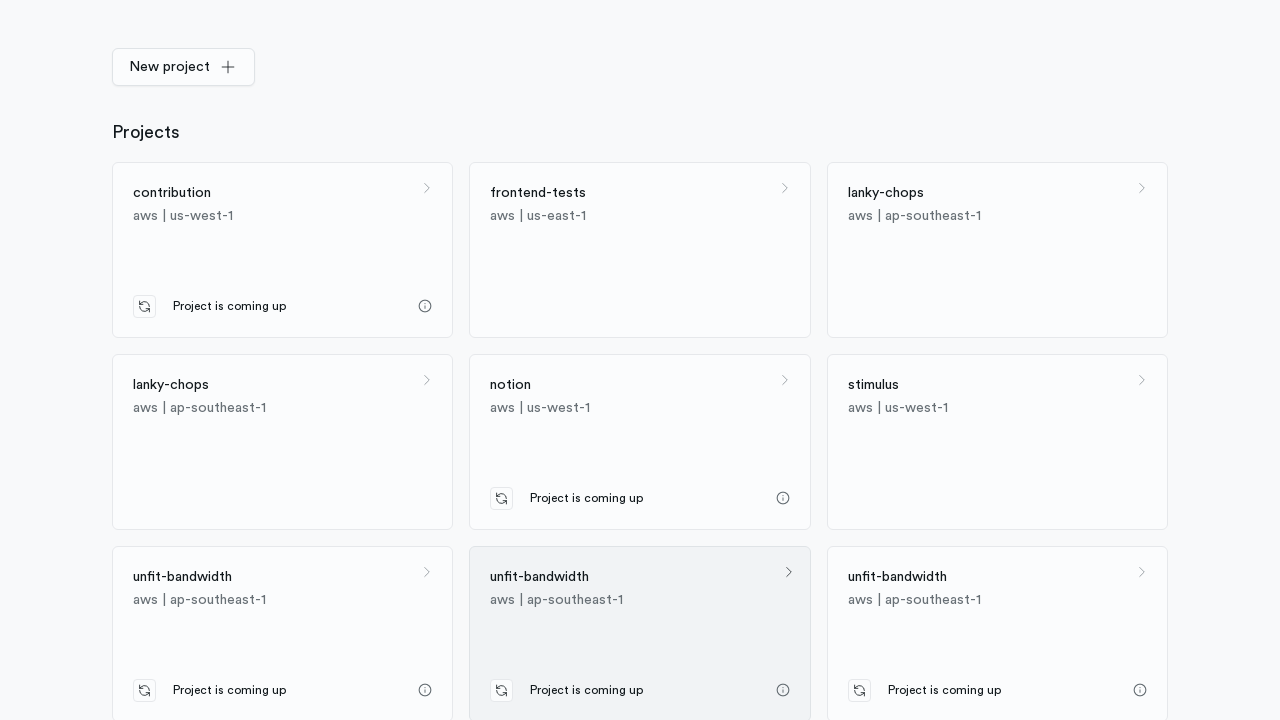 New project
Projects
contribution
aws | us-west-1
Project is coming up
frontend-tests
aws | us-east-1
lanky-chops
aws | ap-southeast-1
lanky-chops
aws | ap-southeast-1
notion
aws | us-west-1
Project is coming up
stimulus
aws | us-west-1
unfit-bandwidth
aws | ap-southeast-1
Project is coming up
unfit-bandwidth
aws | ap-southeast-1
Project is coming up
unfit-bandwidth
aws | ap-southeast-1
Project is coming up